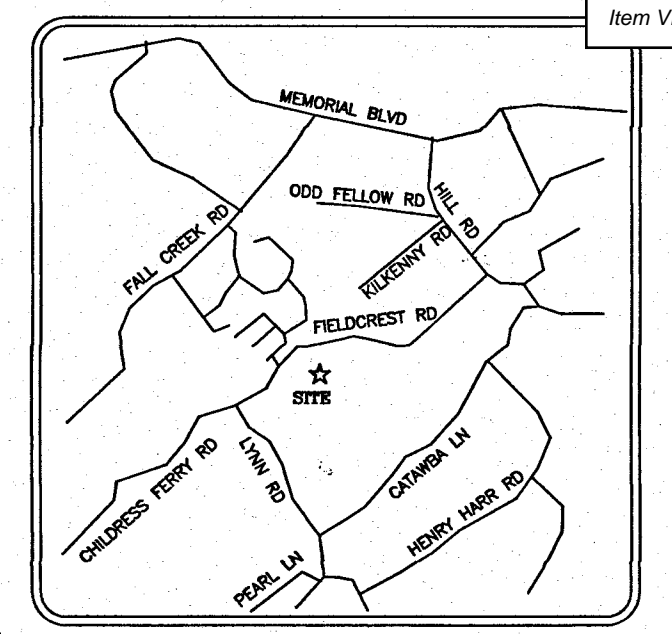 Item V
MEMORIAL BLVD
ODD FELLOW RD
HILL RD
FALL CREEK RD
KILKENNY RD
FIELDCREST RD
SITE
CATAWBA LN
LYNN RD
CHILDRESS FERRY RD
HENRY HARR RD
PEARL LN